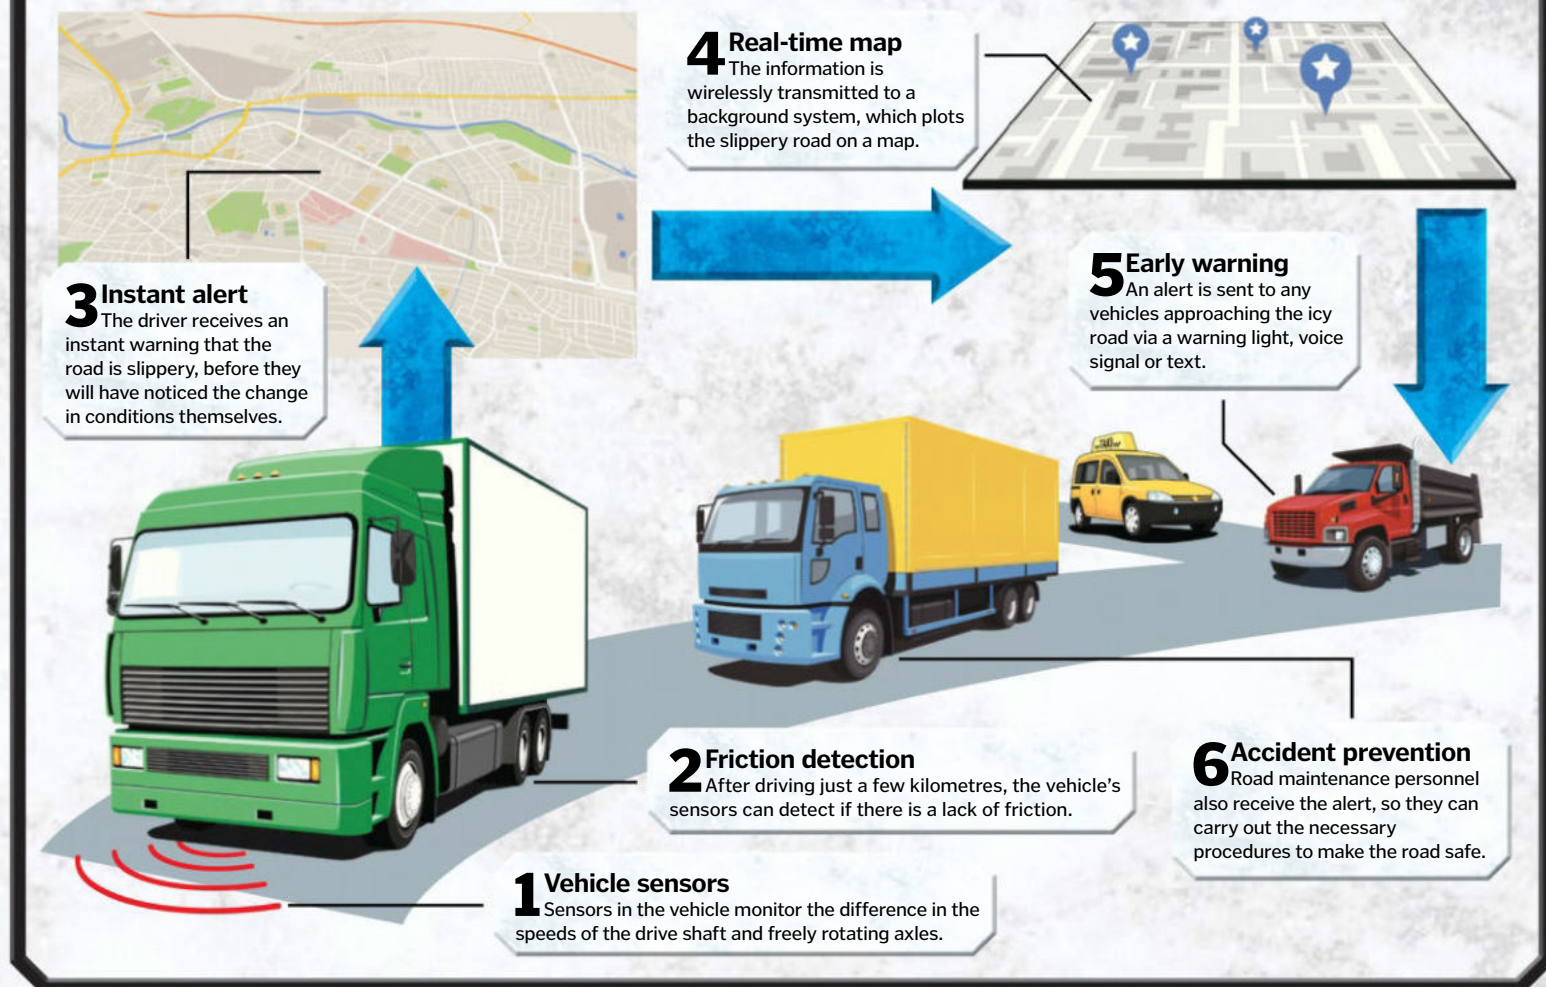 1 Vehicle sensors
Sensors in the vehicle monitor the difference in the
speeds of the drive shaft and freely rotating axles.
2 Friction detection
After driving just a few kilometres, the vehicle's
sensors can detect if there is a lack of friction.
3 Instant alert
The driver receives an
instant warning that the
road is slippery, before they
will have noticed the change
in conditions themselves.
4 Real-time map
The information is
wirelessly transmitted to a
background system, which plots
the slippery road on a map.
5 Early warning
An alert is sent to any
vehicles approaching the icy
road via a warning light, voice
signal or text.
6 Accident prevention
Road maintenance personnel
also receive the alert, so they can
carry out the necessary
procedures to make the road safe.
TAXI